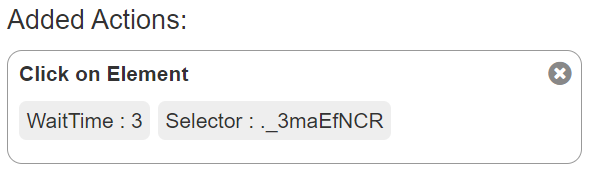 Added Actions:
Click on Element
WaitTime : 3 Selector : ._3maEfNCR